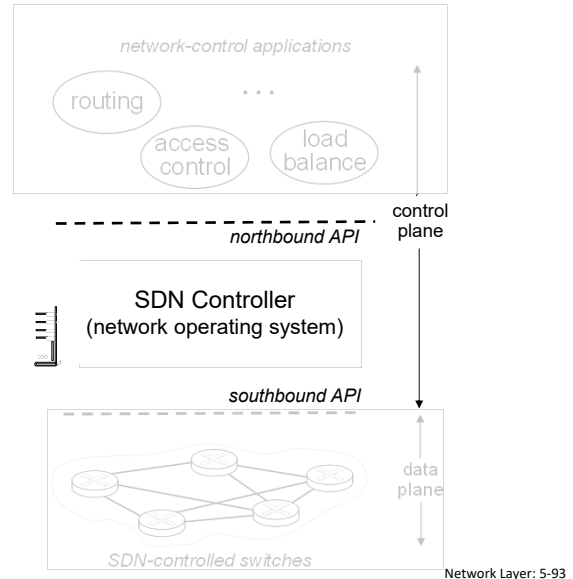 network-control applications
routing
...
access
control
load
balance
control
plane
northbound API
SDN Controller
(network operating system)
southbound API
data
plane
SDN-controlled switches
Network Layer: 5-93